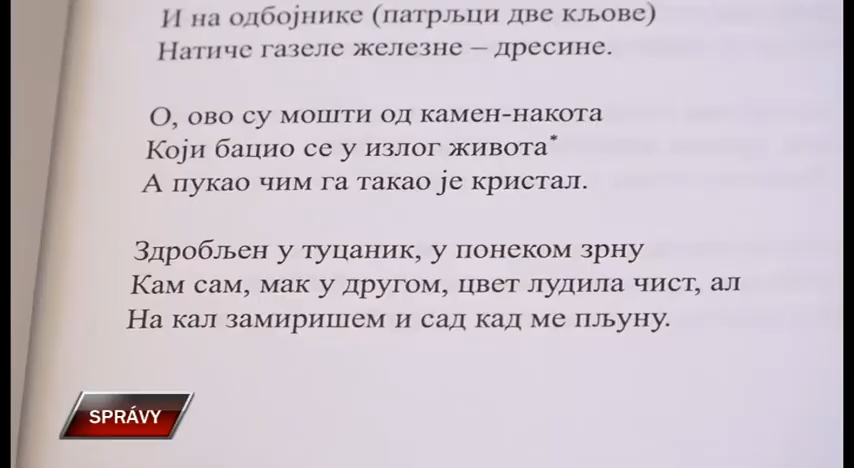 И на одбојнике (патрљци две кљове)
Натиче газеле железне – дресине.
О, ово су мошти од камен-накота
Који бацио се у излог живота*
А пукао чим га такао је кристал.
Здробљен у туцаник, у понеком зрну
Кам сам, мак у другом, цвет лудила чист, ал
На кал замиришем и сад кад ме пљуну.
SPRÁVY